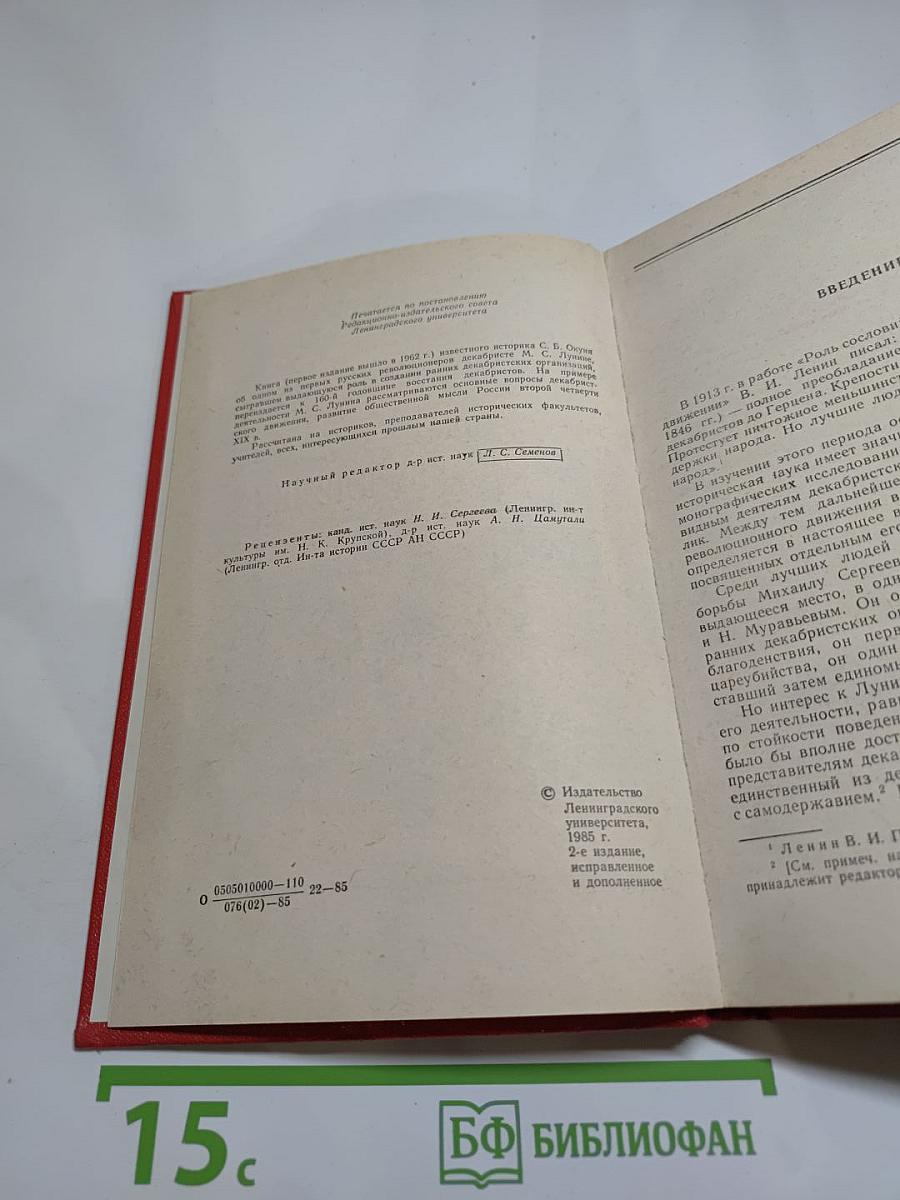 Печатается по постановлению
Редакционно-издательского совета
Ленинградского университета
Книга (первое издание вышло в 1962 г.) известного историка С. Б. Окуня
об одном из первых русских революционеров декабристе М. С. Лунине,
сыгравшем выдающуюся роль в создании ранних декабристских организаций,
переиздается к 160-й годовщине восстания декабристов. На примере
деятельности М. С. Лунина рассматриваются основные вопросы декабрист-
ского движения, развитие общественной мысли России второй четверти
XIX в.
Рассчитана на историков, преподавателей исторических факультетов,
учителей, всех, интересующихся прошлым нашей страны.
Научный редактор д-р ист. наук Л. С. Семенов
Рецензенты: канд. ист. наук Н. И. Сергеева (Ленингр. ин-т
культуры им. Н. К. Крупской), д-р ист. наук А. Н. Цамутали
(Ленингр. отд. Ин-та истории СССР АН СССР)
О 0505010000—110 22—85
076(02)—85
© Издательство
Ленинградского
университета,
1985 г.
2-е издание,
исправленное
и дополненное
ВВЕДЕНИ
В 1913 г. в работе «Роль сослови
движении» В. И. Ленин писал:
1846 гг.) — полное преобладание
декабристов до Герцена. Крепостн
Протестует ничтожное меньшинст
держки народа. Но лучшие люд
народ».¹
В изучении этого периода ос
историческая наука имеет значи
монографических исследовани
видным деятелям декабристск
лик. Между тем дальнейше
революционного движения в
определяется в настоящее в
посвященных отдельным его
Среди лучших людей
борьбы Михаилу Сергеев
выдающееся место, в одн
и Н. Муравьевым. Он о
ранних декабристских ор
благоденствия, он перв
цареубийства, он один
ставший затем единомы
Но интерес к Луни
его деятельности, рав
по стойкости поведен
было бы вполне дост
представителям дека
единственный из де
с самодержавием.²
¹ Ленин В. И. П
² [См. примеч. на
принадлежит редактор
15 с
БФ БИБЛИОФАН